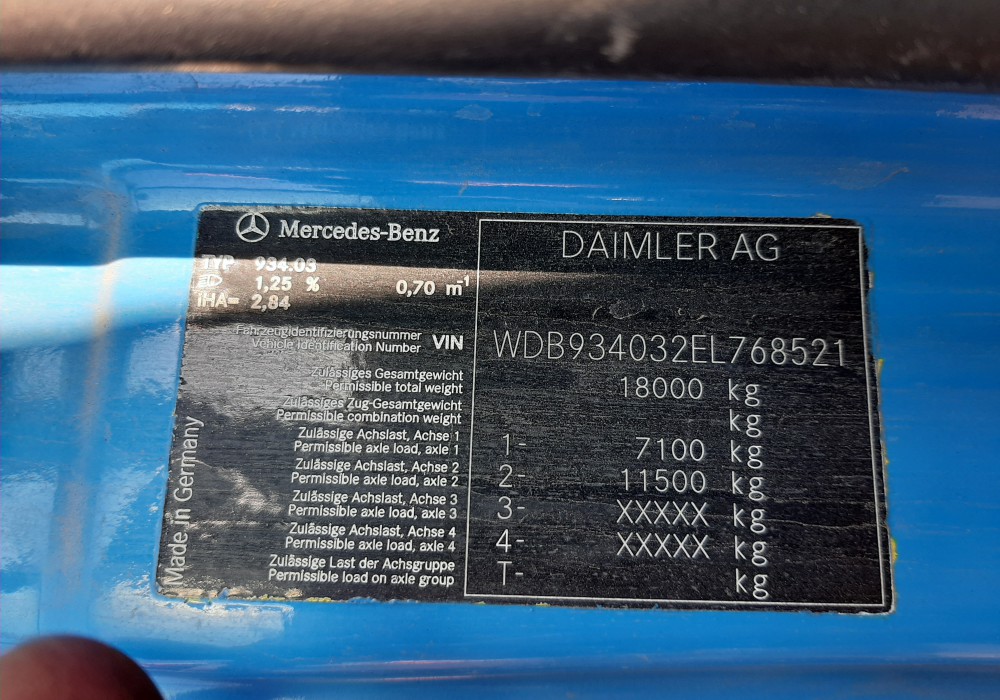 Mercedes-Benz
TYP 934.03
1,25 % 0,70 m⁻¹
IHA= 2,84
DAIMLER AG
Fahrzeugidentifizierungsnummer
Vehicle Identification Number VIN WDB934032EL768521
Zulässiges Gesamtgewicht
Permissible total weight 18000 kg
Zulässiges Zug-Gesamtgewicht
Permissible combination weight kg
Zulässige Achslast, Achse 1
Permissible axle load, axle 1 1- 7100 kg
Zulässige Achslast, Achse 2
Permissible axle load, axle 2 2- 11500 kg
Zulässige Achslast, Achse 3
Permissible axle load, axle 3 3- XXXXX kg
Zulässige Achslast, Achse 4
Permissible axle load, axle 4 4- XXXXX kg
Zulässige Last der Achsgruppe
Permissible load on axle group T- kg
Made in Germany